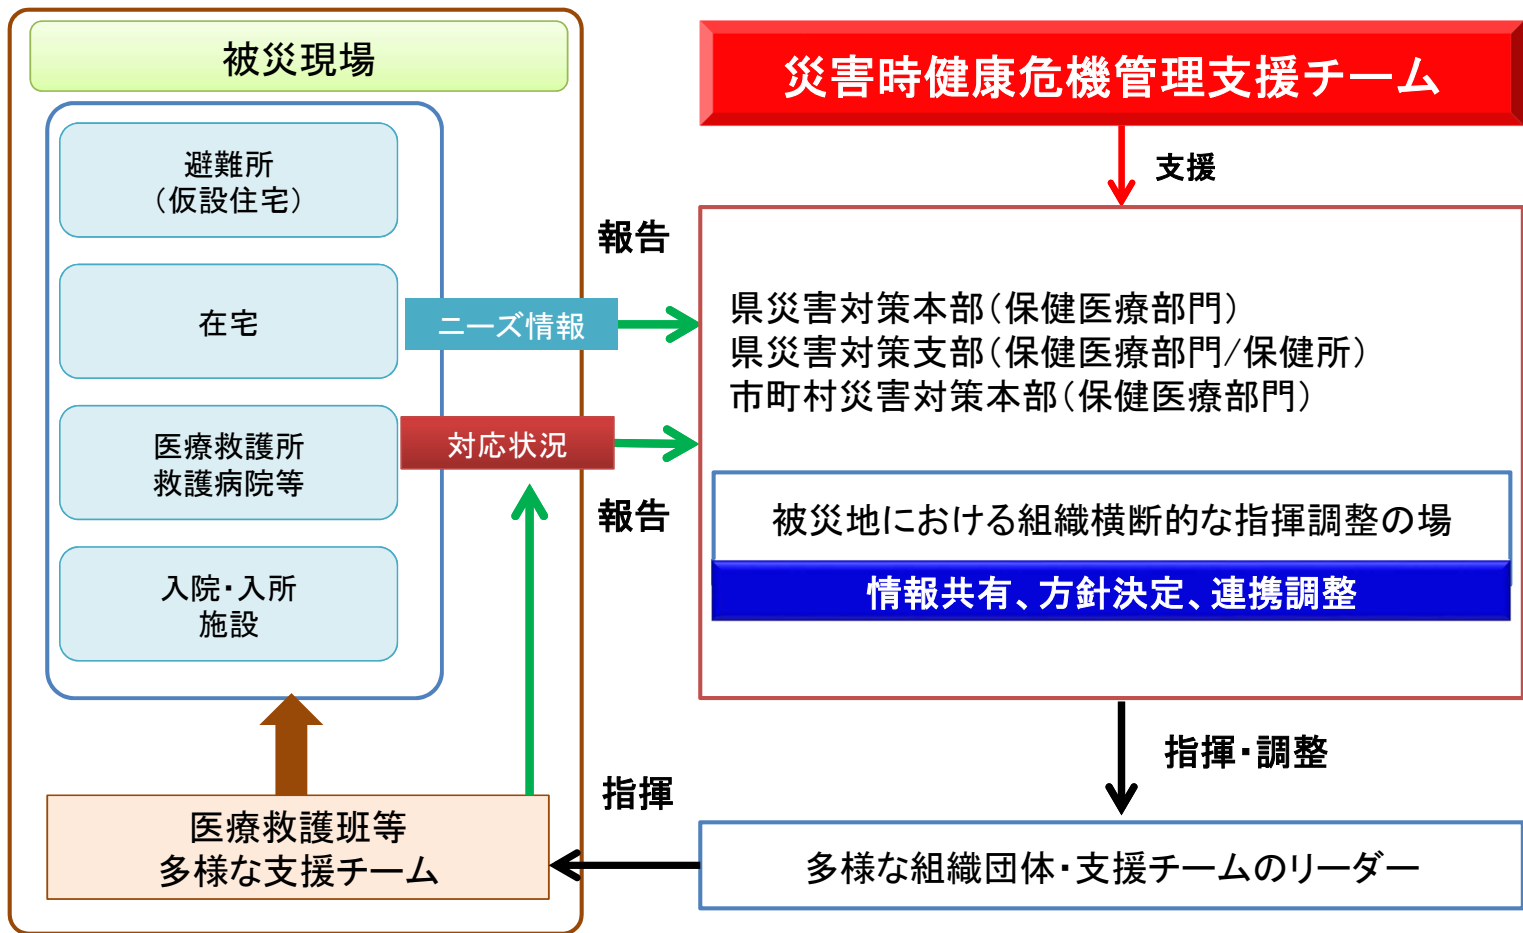 被災現場
避難所
（仮設住宅）
在宅
医療救護所
救護病院等
入院・入所
施設
ニーズ情報
対応状況
報告
報告
医療救護班等
多様な支援チーム
指揮
災害時健康危機管理支援チーム
支援
県災害対策本部（保健医療部門）
県災害対策支部（保健医療部門/保健所）
市町村災害対策本部（保健医療部門）
被災地における組織横断的な指揮調整の場
情報共有、方針決定、連携調整
指揮・調整
多様な組織団体・支援チームのリーダー